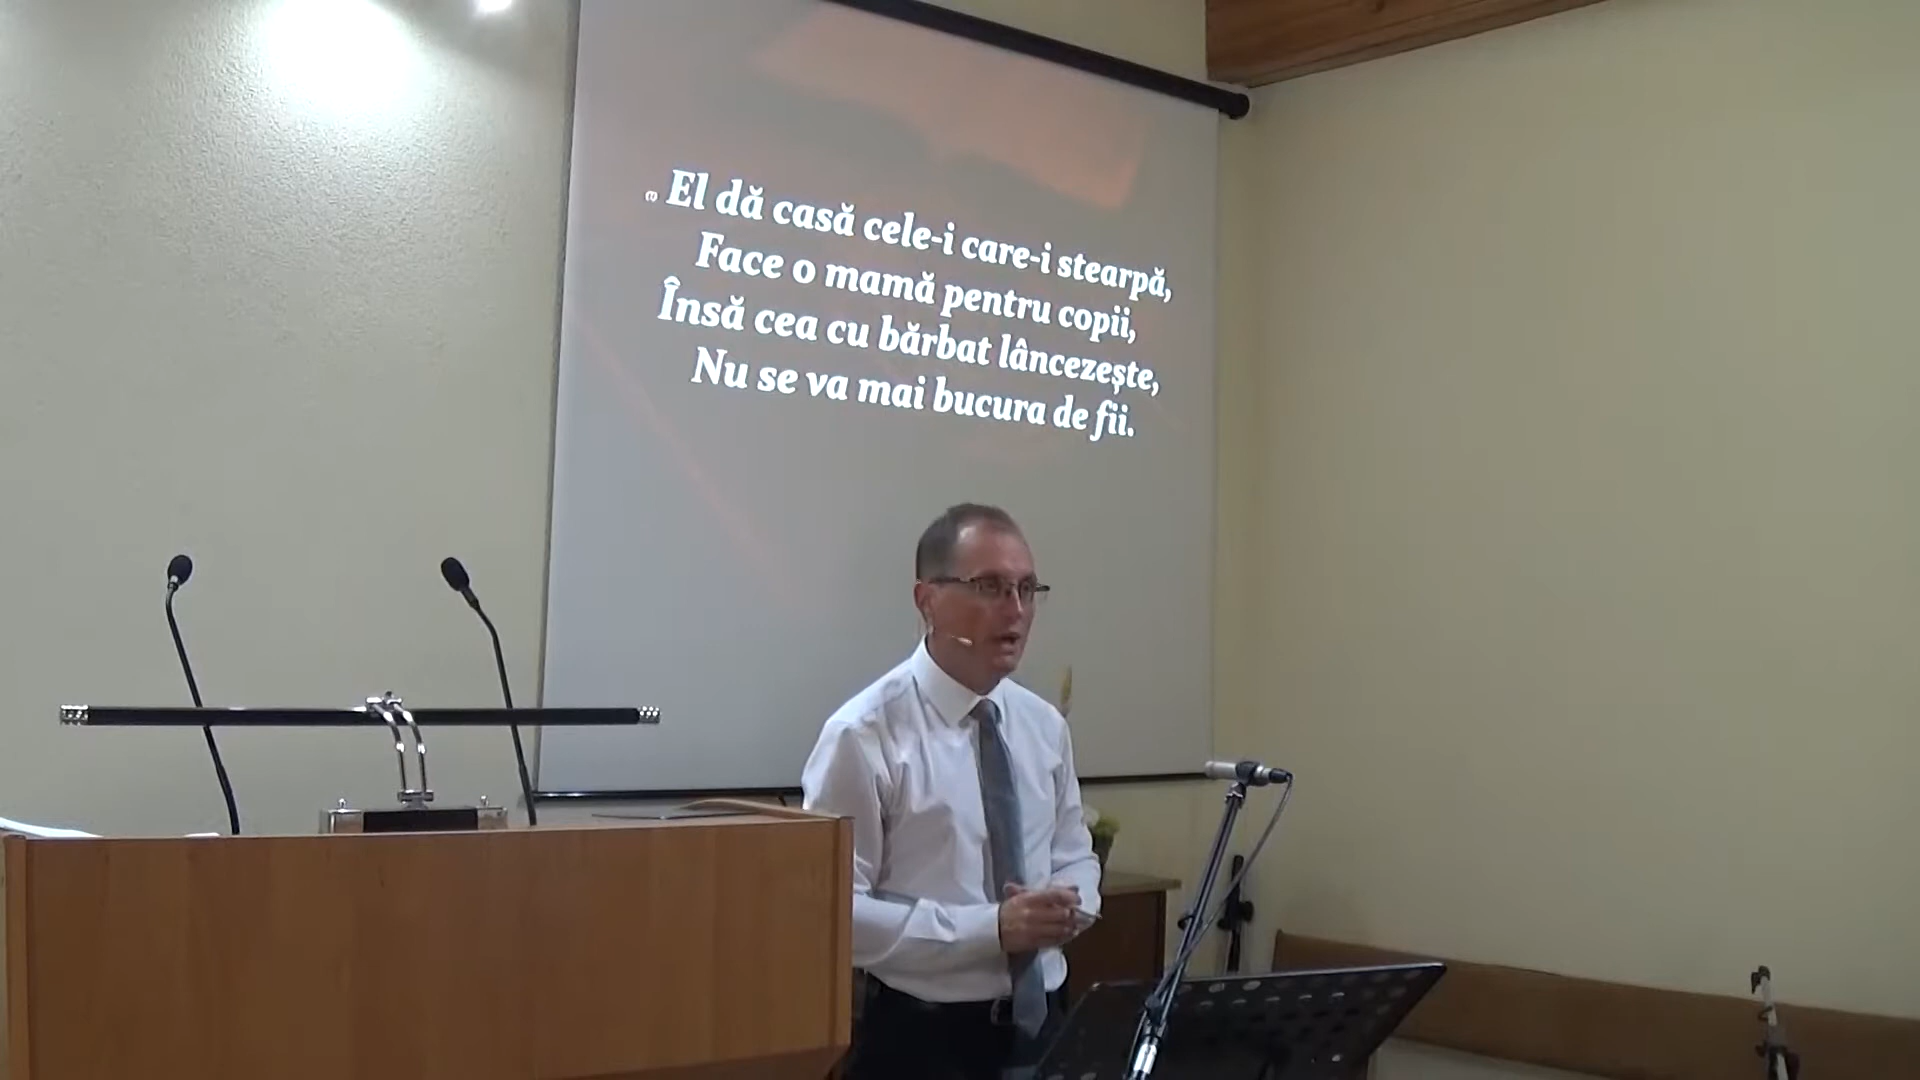 El dă casă cele-i care-i stearpă,
Face o mamă pentru copii,
Însă cea cu bărbat lâncezește,
Nu se va mai bucura de fii.